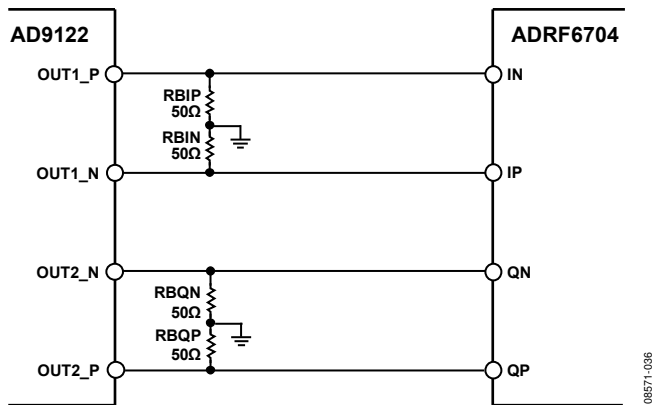 AD9122
ADRF6704
OUT1_P
IN
RBIP
50Ω
RBIN
50Ω
OUT1_N
IP
OUT2_N
QN
RBQN
50Ω
RBQP
50Ω
OUT2_P
QP
08571-036